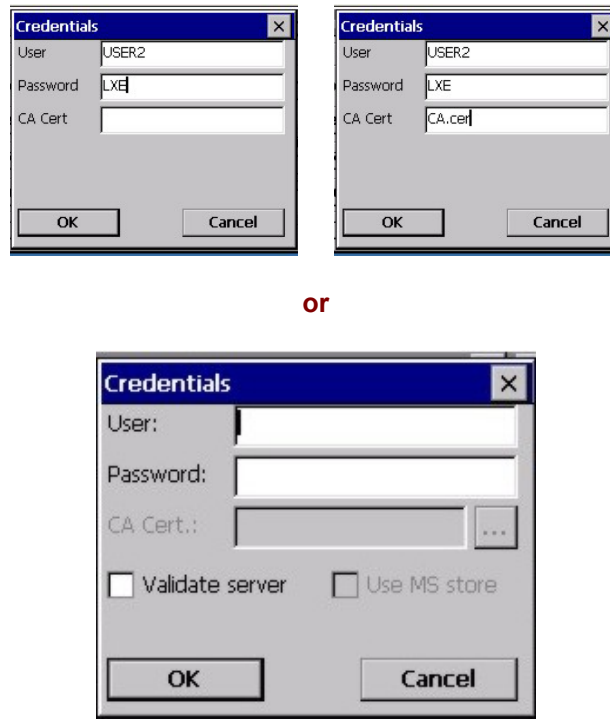 Credentials
User USER2
Password LXE
CA Cert
OK Cancel
Credentials
User USER2
Password LXE
CA Cert CA.cer
OK Cancel
or
Credentials
User:
Password:
CA Cert.: ...
Validate server Use MS store
OK Cancel